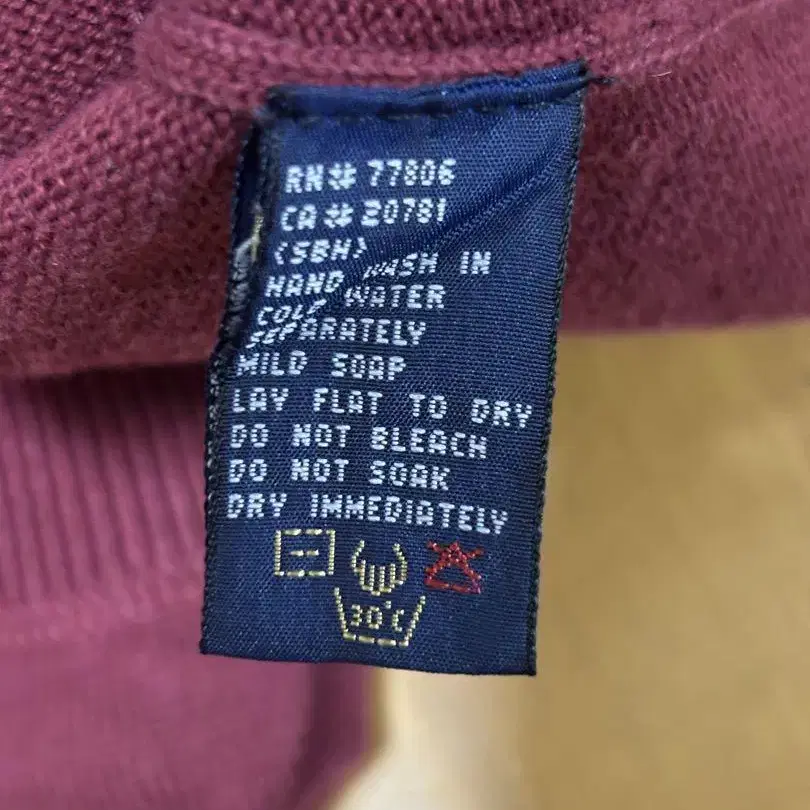 RN# 77806
CA# 20781
(SBH)
HAND WASH IN
COLD WATER
SEPARATELY
MILD SOAP
LAY FLAT TO DRY
DO NOT BLEACH
DO NOT SOAK
DRY IMMEDIATELY
30°C